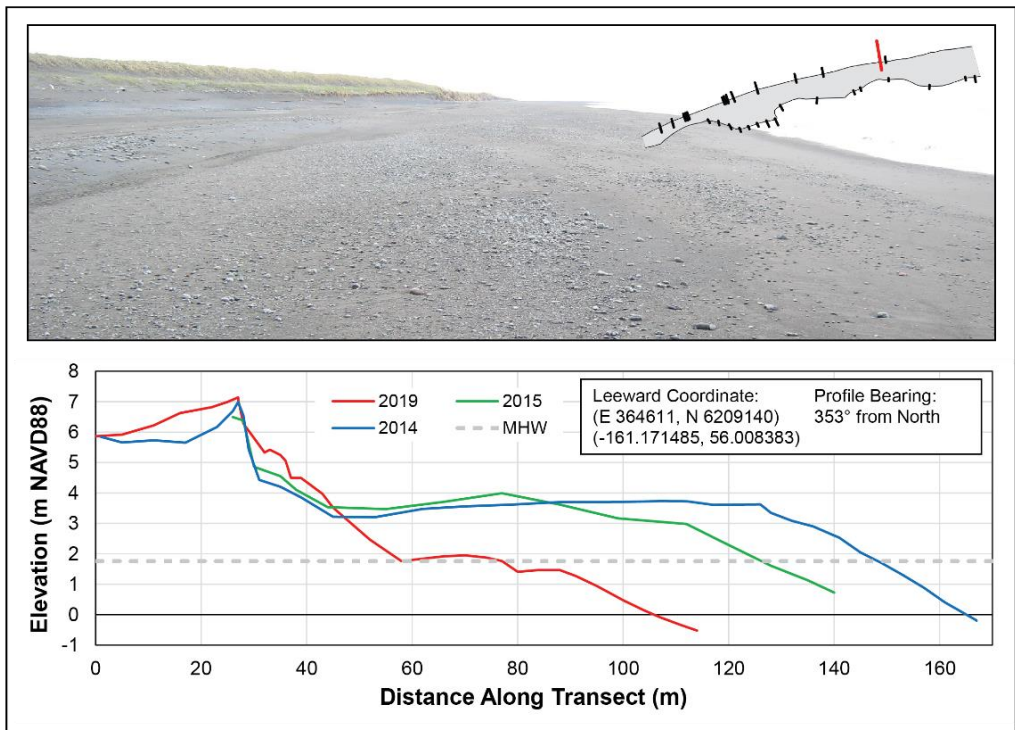 8
7
6
5
4
3
2
1
0
-1
Elevation (m NAVD88)
2019
2015
2014
MHW
Leeward Coordinate:
(E 364611, N 6209140)
(-161.171485, 56.008383)
Profile Bearing:
353° from North
0 20 40 60 80 100 120 140 160
Distance Along Transect (m)